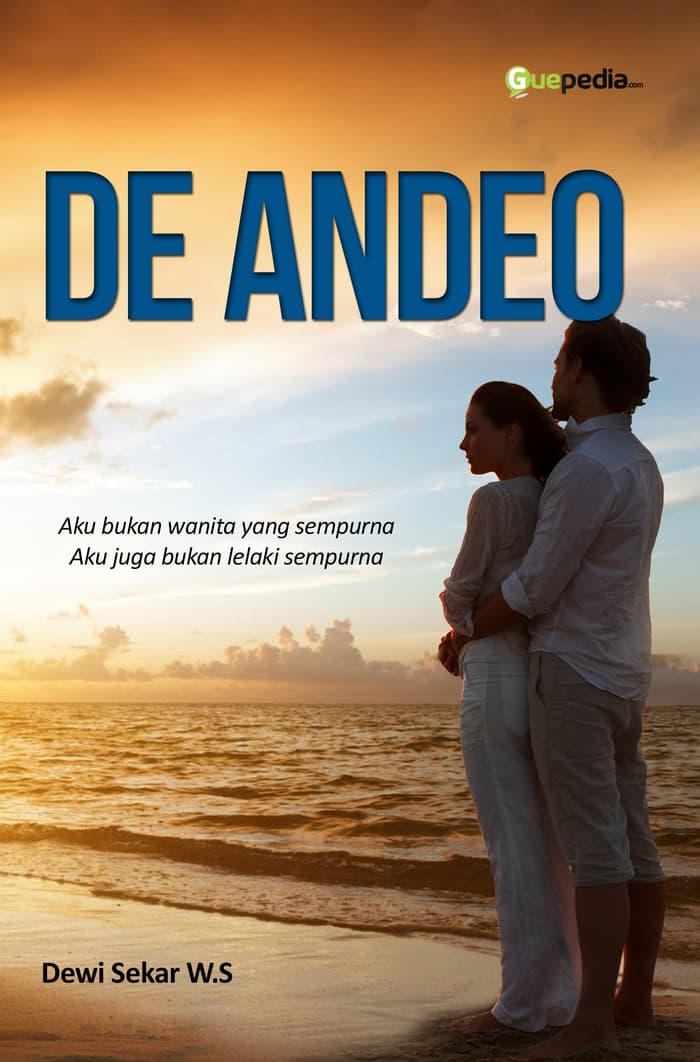 Guepedia.com
DE ANDEO
Aku bukan wanita yang sempurna
Aku juga bukan lelaki sempurna
Dewi Sekar W.S